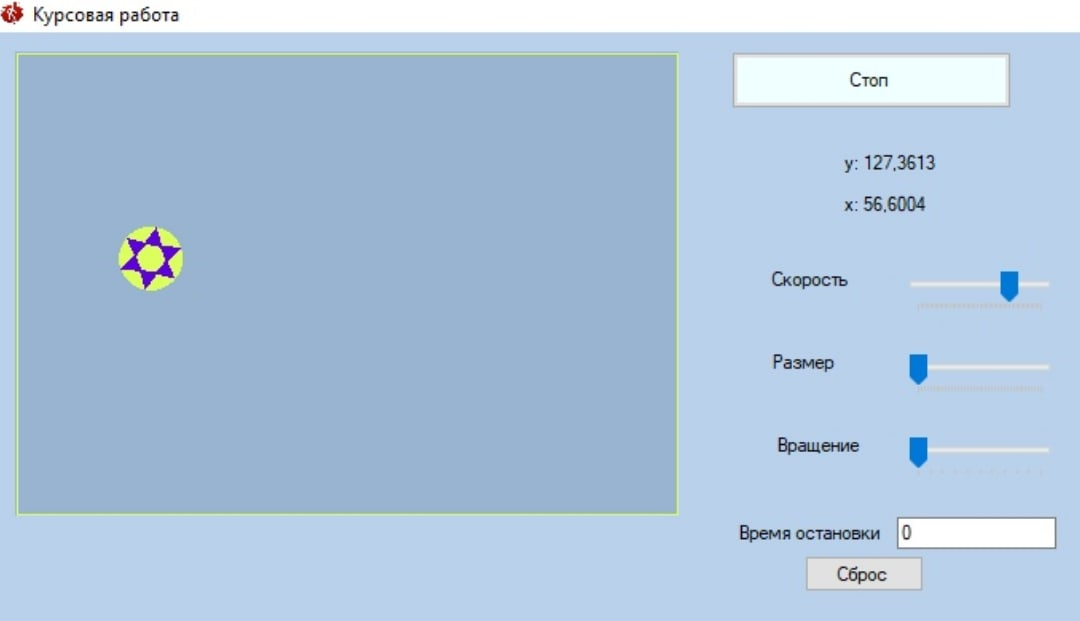 Курсовая работа
Стоп
y: 127,3613
x: 56,6004
Скорость
Размер
Вращение
Время остановки 0
Сброс